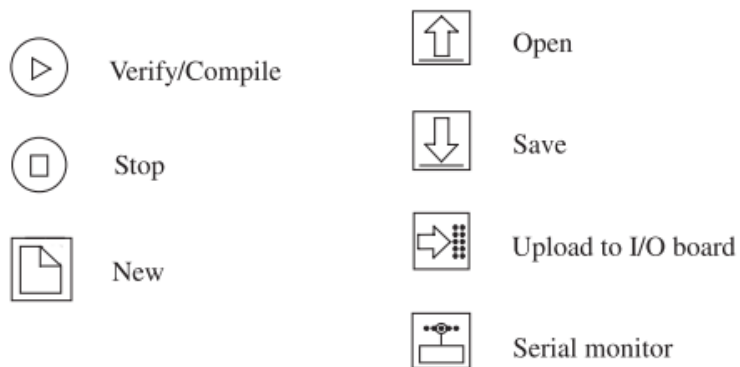 Verify/Compile
Stop
New
Open
Save
Upload to I/O board
Serial monitor